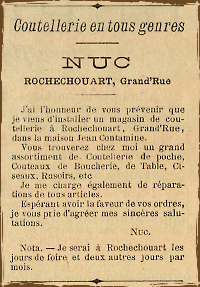 Coutellerie en tous genres
NUC
ROCHECHOUART, Grand'Rue
J'ai l'honneur de vous prévenir que
je viens d'installer un magasin de cou-
tellerie à Rochechouart, Grand'Rue,
dans la maison Jean Contamine.
Vous trouverez chez moi un grand
assortiment de Coutellerie de poche,
Couteaux de Boucherie, de Table, Ci-
seaux, Rasoirs, etc
Je me charge également de répara-
tions de tous articles.
Espérant avoir la faveur de vos ordres,
je vous prie d'agréer mes sincères salu-
tations.
NUC.
Nota. — Je serai à Rochechouart les
jours de foire et deux autres jours par
mois.